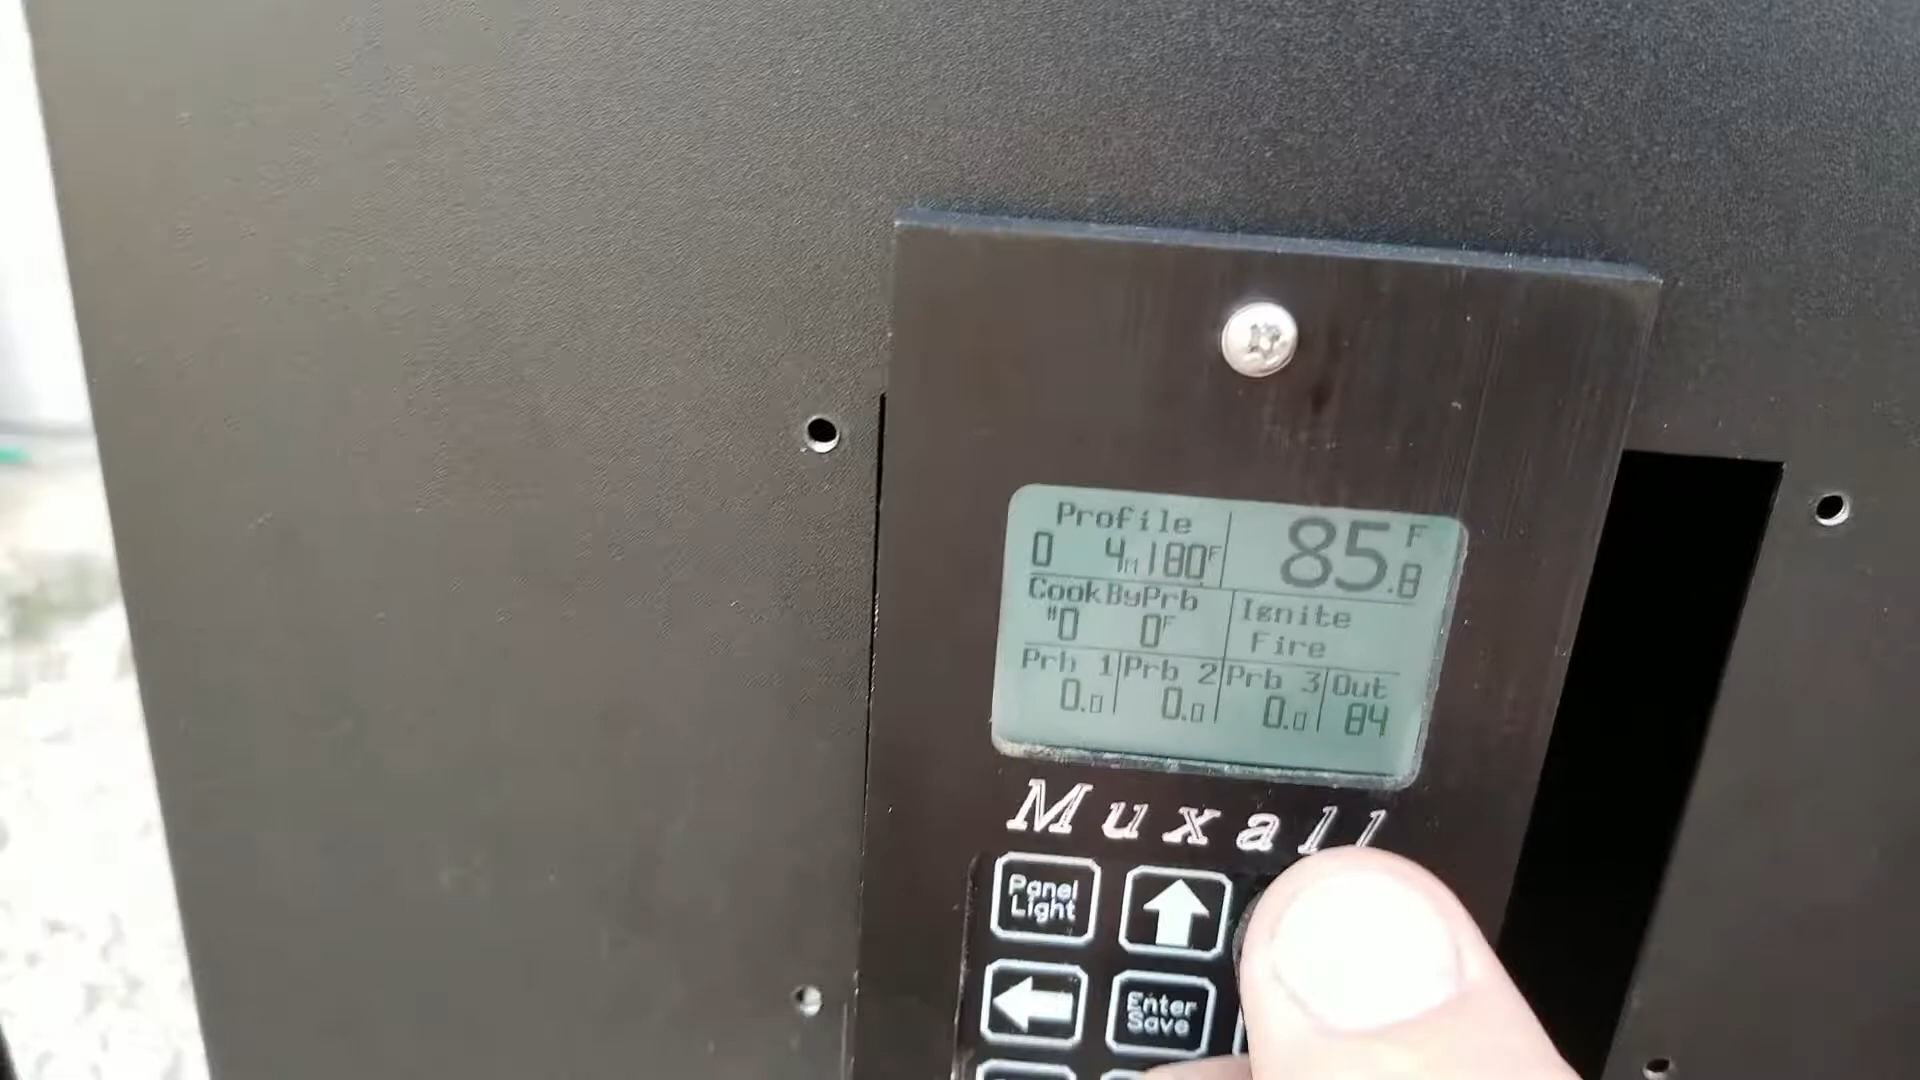 Profile
0 4M 180F
85.8 F
CookByPrb
#0 0F
Ignite
Fire
Prb 1 Prb 2 Prb 3 Out
0.0 0.0 0.0 84
Muxall
Panel
Light
Enter
Save